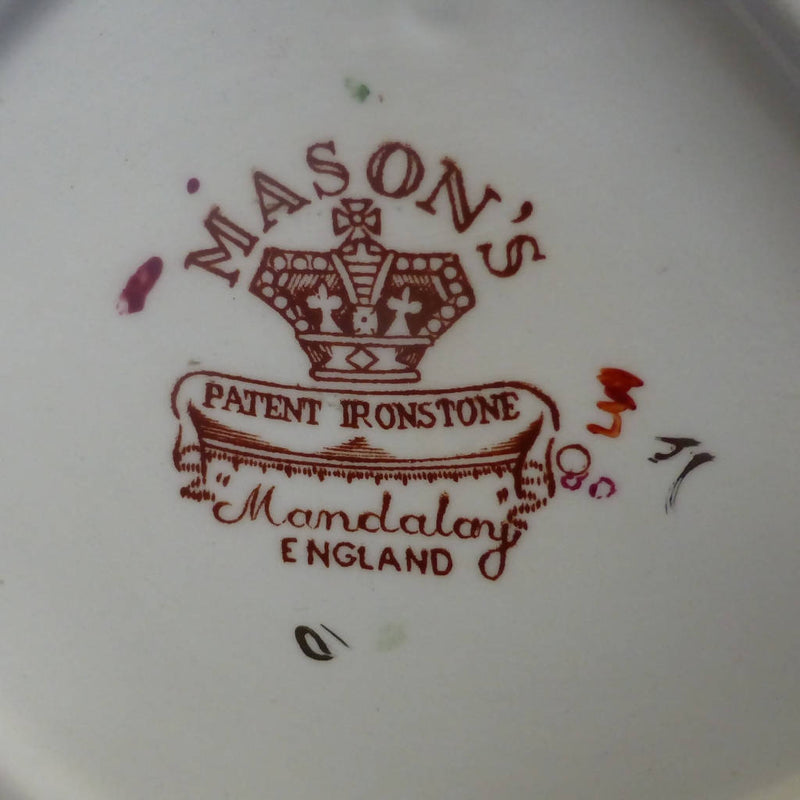 MASON'S
PATENT IRONSTONE
"Mandalay"
ENGLAND